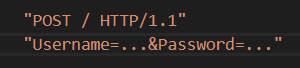 "POST / HTTP/1.1"
"Username=...&Password=..."